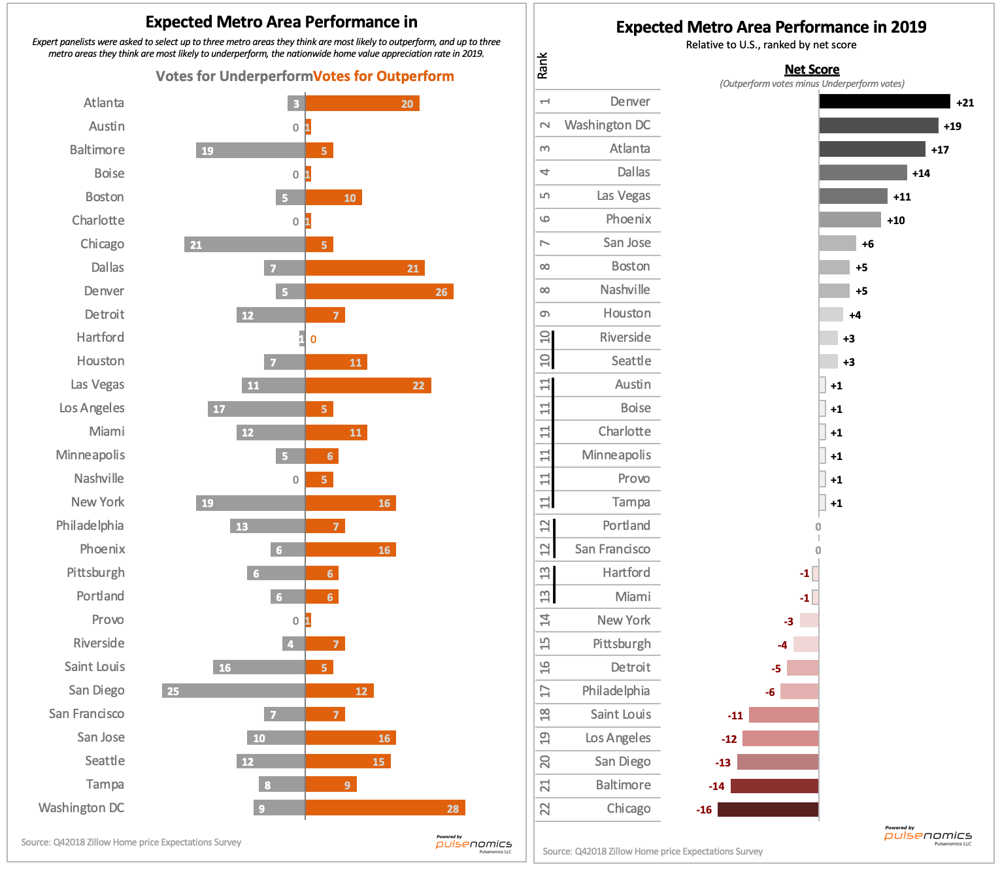 Expected Metro Area Performance in
Expert panelists were asked to select up to three metro areas they think are most likely to outperform, and up to three
metro areas they think are most likely to underperform, the nationwide home value appreciation rate in 2019.
Votes for Underperform Votes for Outperform
Atlanta 3 20
Austin 0 1
Baltimore 19 5
Boise 0 1
Boston 5 10
Charlotte 0 1
Chicago 21 5
Dallas 7 21
Denver 5 26
Detroit 12 7
Hartford 1 0
Houston 7 11
Las Vegas 11 22
Los Angeles 17 5
Miami 12 11
Minneapolis 5 6
Nashville 0 5
New York 19 16
Philadelphia 13 7
Phoenix 6 16
Pittsburgh 6 6
Portland 6 6
Provo 0 1
Riverside 4 7
Saint Louis 16 5
San Diego 25 12
San Francisco 7 7
San Jose 10 16
Seattle 12 15
Tampa 8 9
Washington DC 9 28
Source: Q42018 Zillow Home price Expectations Survey
Powered by
pulsenomics
Pulsenomics LLC
Expected Metro Area Performance in 2019
Relative to U.S., ranked by net score
Rank
Net Score
(Outperform votes minus Underperform votes)
1 Denver +21
2 Washington DC +19
3 Atlanta +17
4 Dallas +14
5 Las Vegas +11
6 Phoenix +10
7 San Jose +6
8 Boston +5
8 Nashville +5
9 Houston +4
10 Riverside +3
10 Seattle +3
11 Austin +1
11 Boise +1
11 Charlotte +1
11 Minneapolis +1
11 Provo +1
11 Tampa +1
12 Portland 0
12 San Francisco 0
13 Hartford -1
13 Miami -1
14 New York -3
15 Pittsburgh -4
16 Detroit -5
17 Philadelphia -6
18 Saint Louis -11
19 Los Angeles -12
20 San Diego -13
21 Baltimore -14
22 Chicago -16
Source: Q42018 Zillow Home price Expectations Survey
Powered by
pulsenomics
Pulsenomics LLC